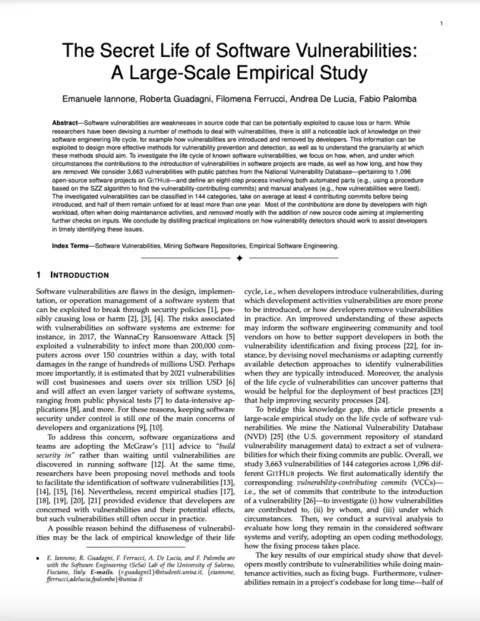 1
The Secret Life of Software Vulnerabilities:
A Large-Scale Empirical Study
Emanuele Iannone, Roberta Guadagni, Filomena Ferrucci, Andrea De Lucia, Fabio Palomba
Abstract—Software vulnerabilities are weaknesses in source code that can be potentially exploited to cause loss or harm. While
researchers have been devising a number of methods to deal with vulnerabilities, there is still a noticeable lack of knowledge on their
software engineering life cycle, for example how vulnerabilities are introduced and removed by developers. This information can be
exploited to design more effective methods for vulnerability prevention and detection, as well as to understand the granularity at which
these methods should aim. To investigate the life cycle of known software vulnerabilities, we focus on how, when, and under which
circumstances the contributions to the introduction of vulnerabilities in software projects are made, as well as how long, and how they
are removed. We consider 3,663 vulnerabilities with public patches from the National Vulnerability Database—pertaining to 1,096
open-source software projects on GITHUB—and define an eight-step process involving both automated parts (e.g., using a procedure
based on the SZZ algorithm to find the vulnerability-contributing commits) and manual analyses (e.g., how vulnerabilities were fixed).
The investigated vulnerabilities can be classified in 144 categories, take on average at least 4 contributing commits before being
introduced, and half of them remain unfixed for at least more than one year. Most of the contributions are done by developers with high
workload, often when doing maintenance activities, and removed mostly with the addition of new source code aiming at implementing
further checks on inputs. We conclude by distilling practical implications on how vulnerability detectors should work to assist developers
in timely identifying these issues.
Index Terms—Software Vulnerabilities, Mining Software Repositories, Empirical Software Engineering.
1 INTRODUCTION
Software vulnerabilities are flaws in the design, implemen-
tation, or operation management of a software system that
can be exploited to break through security policies [1], pos-
sibly causing loss or harm [2], [3], [4]. The risks associated
with vulnerabilities on software systems are extreme: for
instance, in 2017, the WannaCry Ransomware Attack [5]
exploited a vulnerability to infect more than 200,000 com-
puters across over 150 countries within a day, with total
damages in the range of hundreds of millions USD. Perhaps
more importantly, it is estimated that by 2021 vulnerabilities
will cost businesses and users over six trillion USD [6]
and will affect an even larger variety of software systems,
ranging from public physical tests [7] to data-intensive ap-
plications [8], and more. For these reasons, keeping software
security under control is still one of the main concerns of
developers and organizations [9], [10].
To address this concern, software organizations and
teams are adopting the McGraw's [11] advice to "build
security in" rather than waiting until vulnerabilities are
discovered in running software [12]. At the same time,
researchers have been proposing novel methods and tools
to facilitate the identification of software vulnerabilities [13],
[14], [15], [16]. Nevertheless, recent empirical studies [17],
[18], [19], [20], [21] provided evidence that developers are
concerned with vulnerabilities and their potential effects,
but such vulnerabilities still often occur in practice.
A possible reason behind the diffuseness of vulnerabil-
ities may be the lack of empirical knowledge of their life
• E. Iannone, R. Guadagni, F. Ferrucci, A. De Lucia, and F. Palomba are
with the Software Engineering (SeSa) Lab of the University of Salerno,
Fisciano, Italy. E-mails. {r.guadagni1}@studenti.unisa.it, {eiannone,
fferrucci,adelucia,fpalomba}@unisa.it
cycle, i.e., when developers introduce vulnerabilities, during
which development activities vulnerabilities are more prone
to be introduced, or how developers remove vulnerabilities
in practice. An improved understanding of these aspects
may inform the software engineering community and tool
vendors on how to better support developers in both the
vulnerability identification and fixing process [22], for in-
stance, by devising novel mechanisms or adapting currently
available detection approaches to identify vulnerabilities
when they are typically introduced. Moreover, the analysis
of the life cycle of vulnerabilities can uncover patterns that
would be helpful for the deployment of best practices [23]
that help improving security processes [24].
To bridge this knowledge gap, this article presents a
large-scale empirical study on the life cycle of software vul-
nerabilities. We mine the National Vulnerability Database
(NVD) [25] (the U.S. government repository of standard
vulnerability management data) to extract a set of vulnera-
bilities for which their fixing commits are public. Overall, we
study 3,663 vulnerabilities of 144 categories across 1,096 dif-
ferent GITHUB projects. We first automatically identify the
corresponding vulnerability-contributing commits (VCCs)—
i.e., the set of commits that contribute to the introduction
of a vulnerability [26]—to investigate (i) how vulnerabilities
are contributed to, (ii) by whom, and (iii) under which
circumstances. Then, we conduct a survival analysis to
evaluate how long they remain in the considered software
systems and verify, adopting an open coding methodology,
how the fixing process takes place.
The key results of our empirical study show that devel-
opers mostly contribute to vulnerabilities while doing main-
tenance activities, such as fixing bugs. Furthermore, vulner-
abilities remain in a project's codebase for long time—half of